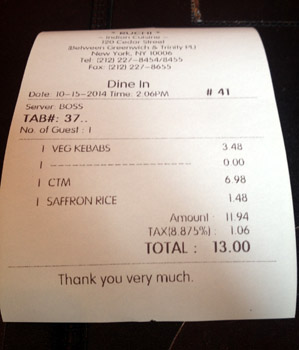 * RUCHI *
Indian Cuisine
120 Cedar Street
(Between Greenwich & Trinity PL)
New York, NY 10006
Tel: (212) 227-8454/8455
Fax: (212) 227-8655
Dine In
Date: 10-15-2014 Time: 2:06PM # 41
Server: BOSS
TAB#: 37..
No. of Guest : 1
1 VEG KEBABS 3.48
1 -------------------- 0.00
1 CTM 6.98
1 SAFFRON RICE 1.48
Amount : 11.94
TAX(8.875%) : 1.06
TOTAL : 13.00
Thank you very much.